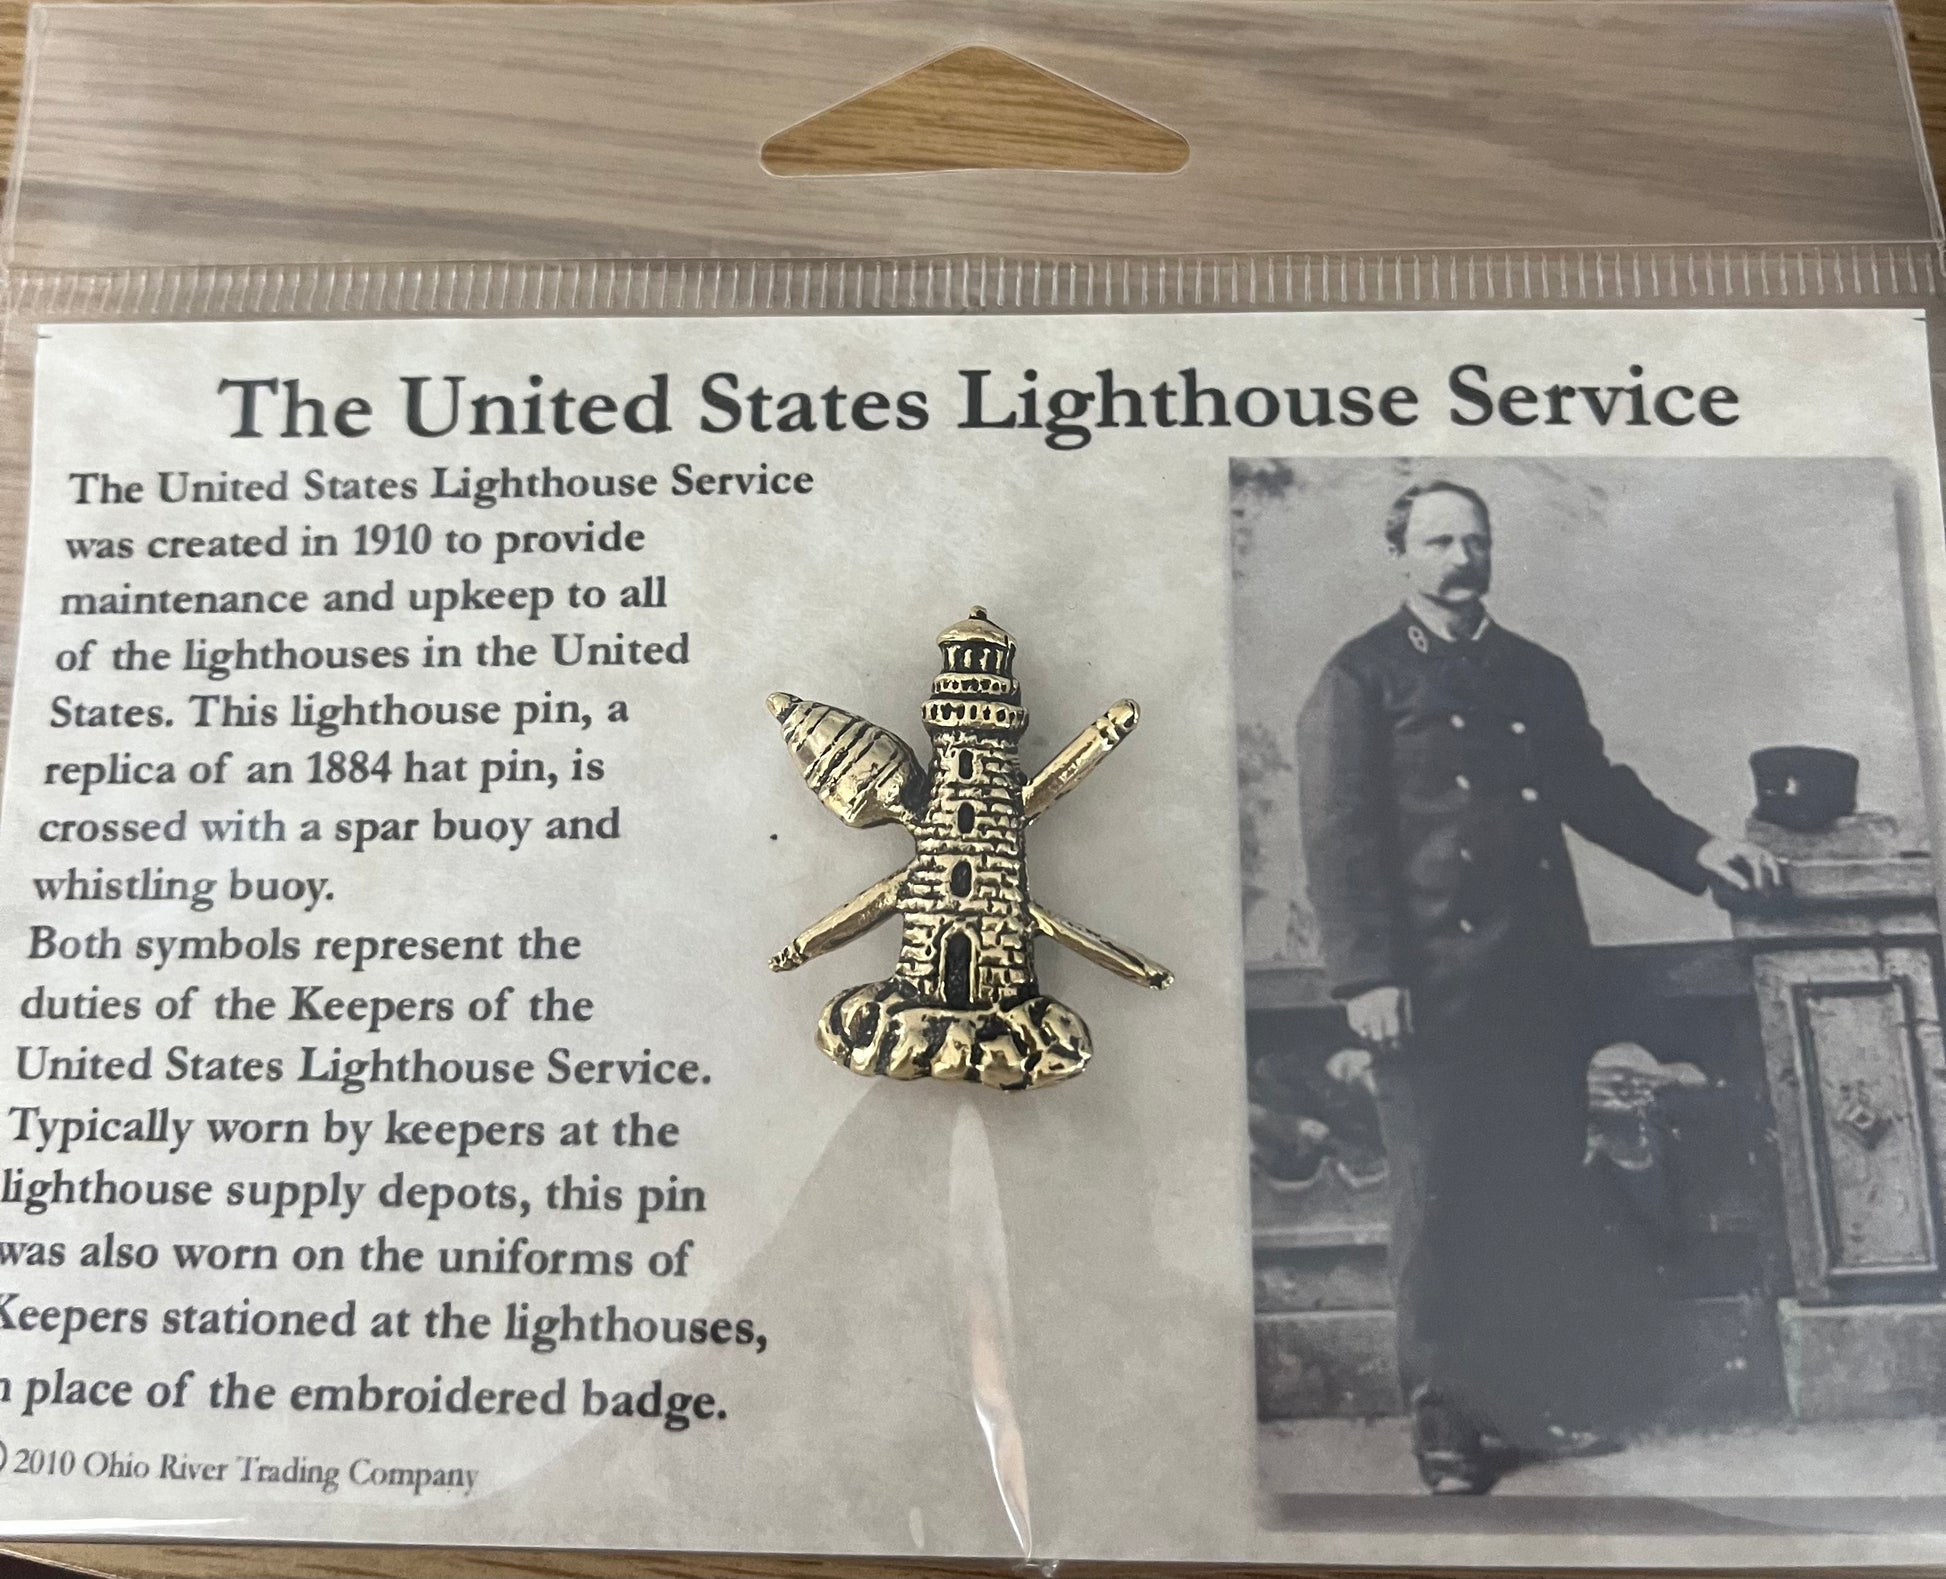 The United States Lighthouse Service
The United States Lighthouse Service
was created in 1910 to provide
maintenance and upkeep to all
of the lighthouses in the United
States. This lighthouse pin, a
replica of an 1884 hat pin, is
crossed with a spar buoy and
whistling buoy.
Both symbols represent the
duties of the Keepers of the
United States Lighthouse Service.
Typically worn by keepers at the
lighthouse supply depots, this pin
was also worn on the uniforms of
Keepers stationed at the lighthouses,
n place of the embroidered badge.
© 2010 Ohio River Trading Company